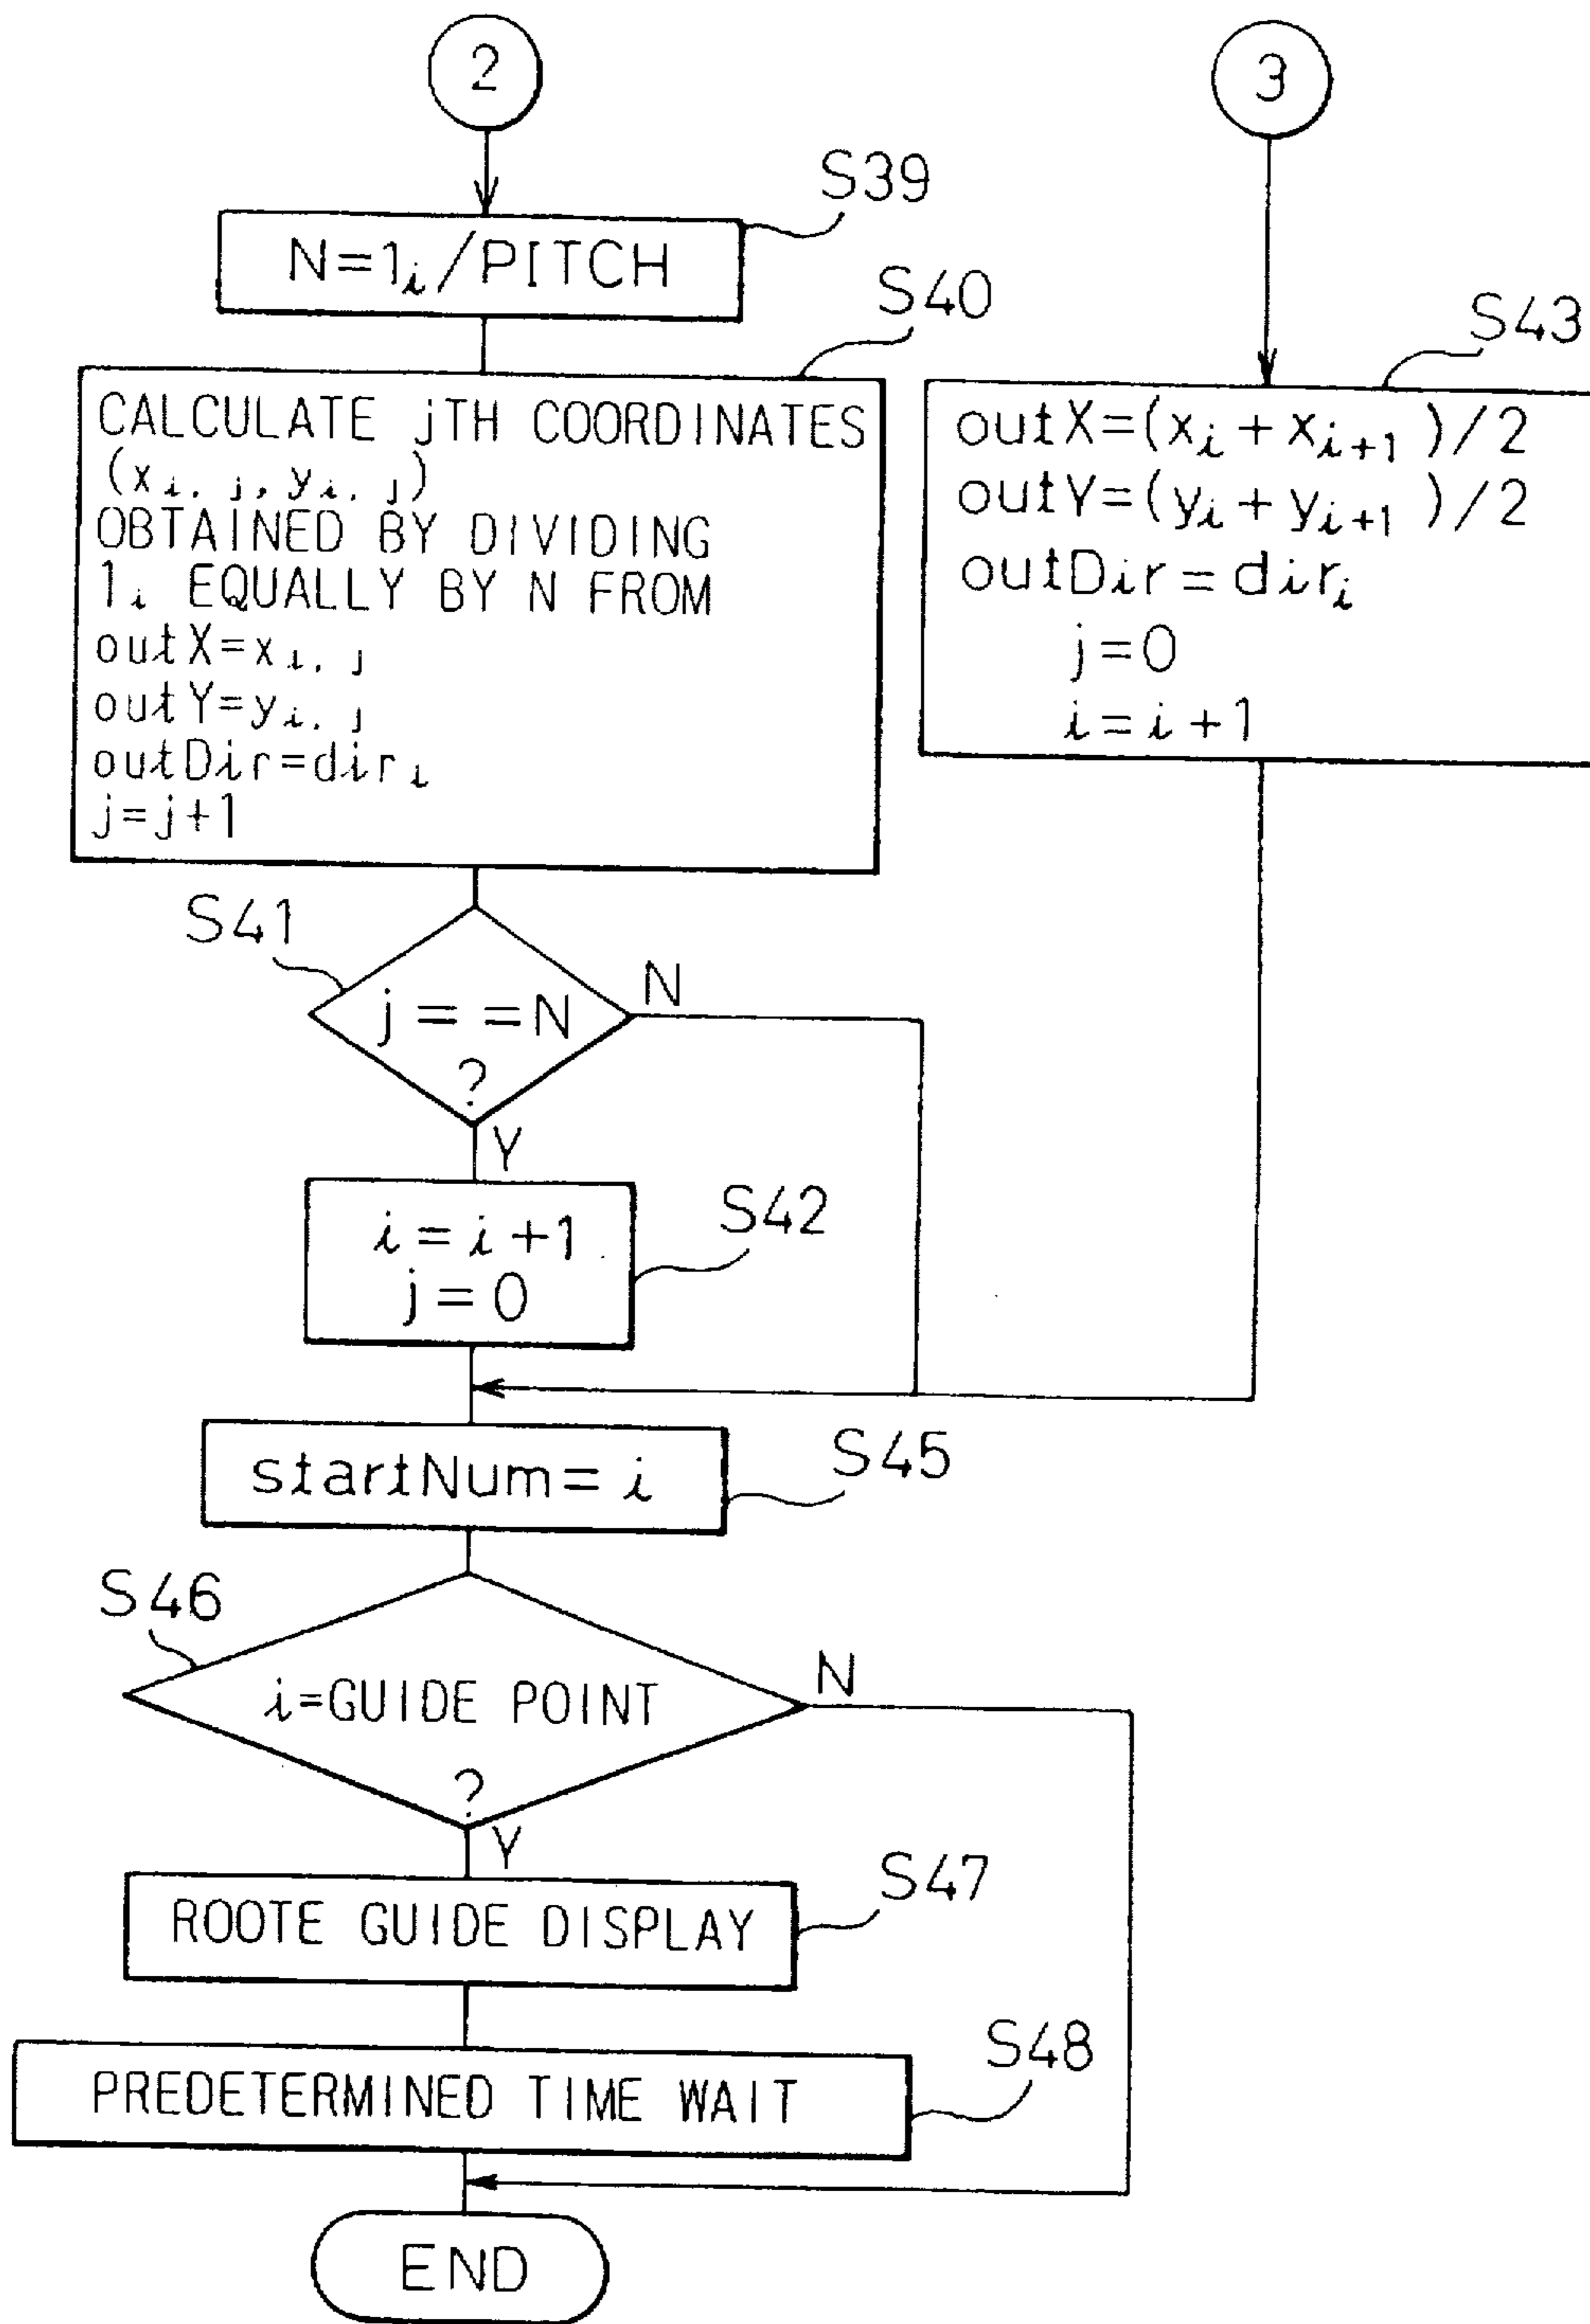 2
3
S39
N=1i/PITCH
S40
CALCULATE jTH COORDINATES
(xi, j, yi, j)
OBTAINED BY DIVIDING
1i EQUALLY BY N FROM
outX=xi, j
outY=yi, j
outDir=diri
j=j+1
S43
outX=(xi+xi+1)/2
outY=(yi+yi+1)/2
outDir=diri
j=0
i=i+1
S41
j==N
?
N
Y
S42
i=i+1
j=0
S45
startNum=i
S46
i=GUIDE POINT
?
N
Y
S47
ROOTE GUIDE DISPLAY
S48
PREDETERMINED TIME WAIT
END